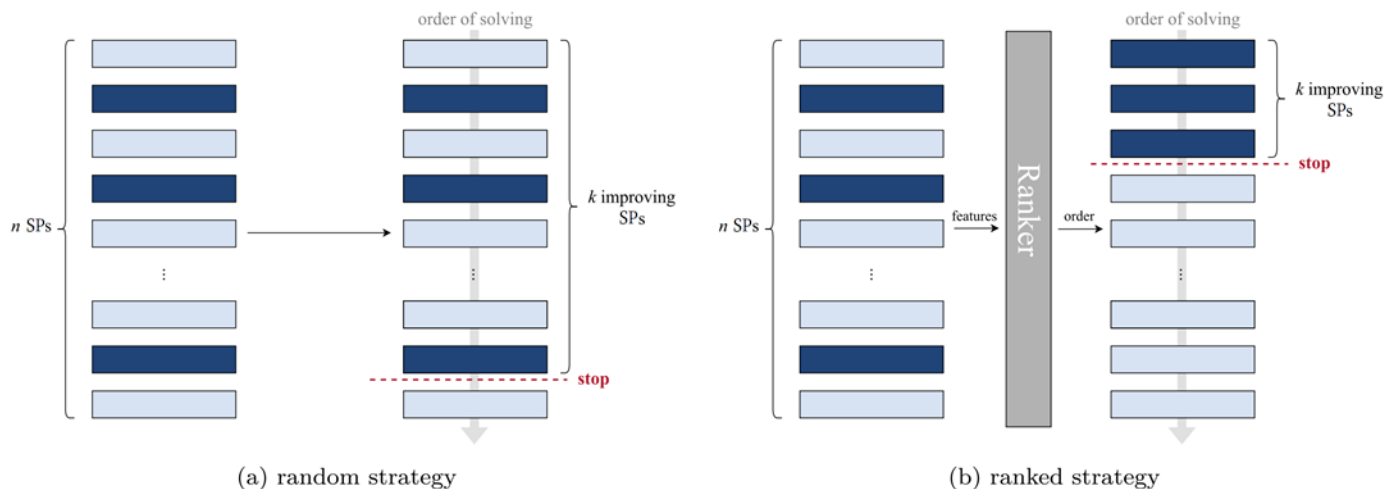 order of solving
n SPs
⋮
⋮
k improving
SPs
stop
(a) random strategy
order of solving
n SPs
⋮
features
Ranker
order
⋮
k improving
SPs
stop
(b) ranked strategy